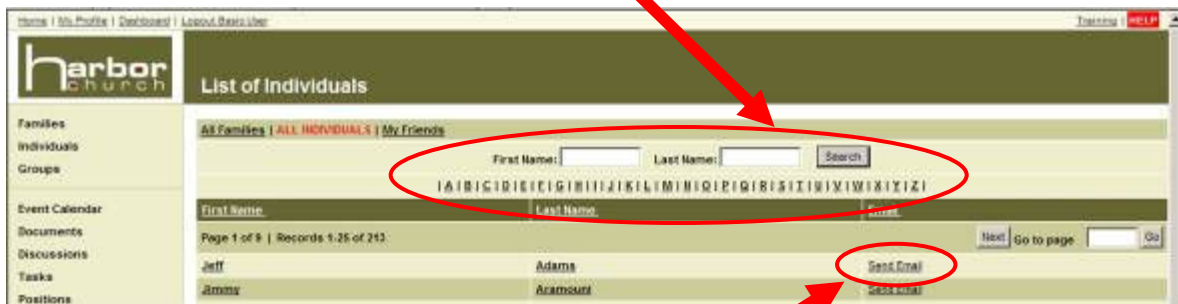 Home | My Profile | Dashboard | Logout Basic User
Training | HELP
harbor
church
List of Individuals
Families
Individuals
Groups
Event Calendar
Documents
Discussions
Tasks
Positions
All Families | ALL INDIVIDUALS | My Friends
First Name: Last Name: Search
| A | B | C | D | E | F | G | H | I | J | K | L | M | N | O | P | Q | R | S | T | U | V | W | X | Y | Z |
First Name Last Name Email
Page 1 of 9 | Records 1-25 of 213 Next Go to page Go
Jeff Adams Send Email
Jimmy Aramount Send Email